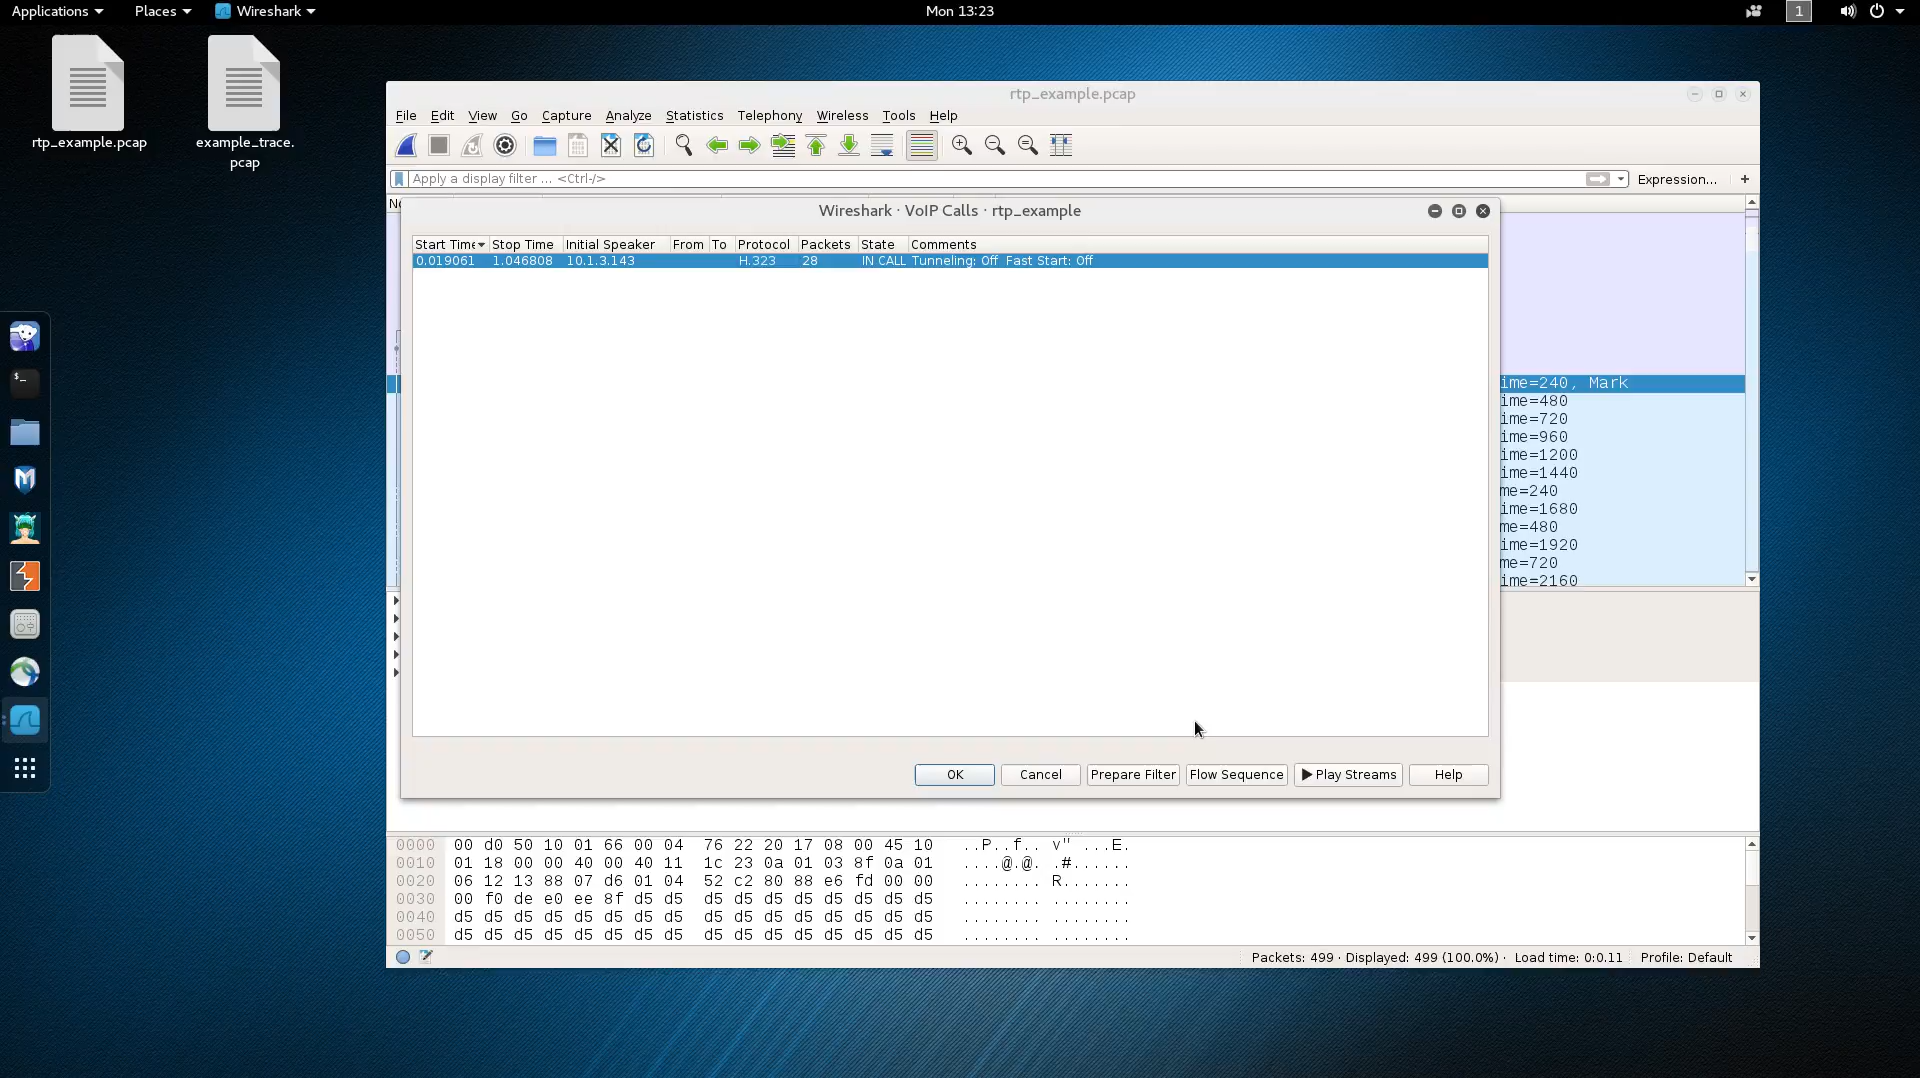 Applications Places Wireshark Mon 13:23 1
rtp_example.pcap
example_trace.
pcap
rtp_example.pcap
File Edit View Go Capture Analyze Statistics Telephony Wireless Tools Help
Apply a display filter ... <Ctrl-/> Expression... +
Wireshark · VoIP Calls · rtp_example
Start Time Stop Time Initial Speaker From To Protocol Packets State Comments
0.019061 1.046808 10.1.3.143 H.323 28 IN CALL Tunneling: Off Fast Start: Off
ime=240, Mark
ime=480
ime=720
ime=960
ime=1200
ime=1440
me=240
ime=1680
me=480
ime=1920
me=720
ime=2160
OK Cancel Prepare Filter Flow Sequence Play Streams Help
0000 00 d0 50 10 01 66 00 04 76 22 20 17 08 00 45 10 ..P..f.. v" ...E.
0010 01 18 00 00 40 00 40 11 1c 23 0a 01 03 8f 0a 01 ....@.@. .#......
0020 06 12 13 88 07 d6 01 04 52 c2 80 88 e6 fd 00 00 ........ R.......
0030 00 f0 de e0 ee 8f d5 d5 d5 d5 d5 d5 d5 d5 d5 d5 ........ ........
0040 d5 d5 d5 d5 d5 d5 d5 d5 d5 d5 d5 d5 d5 d5 d5 d5 ........ ........
0050 d5 d5 d5 d5 d5 d5 d5 d5 d5 d5 d5 d5 d5 d5 d5 d5 ........ ........
Packets: 499 · Displayed: 499 (100.0%) · Load time: 0:0.11 Profile: Default